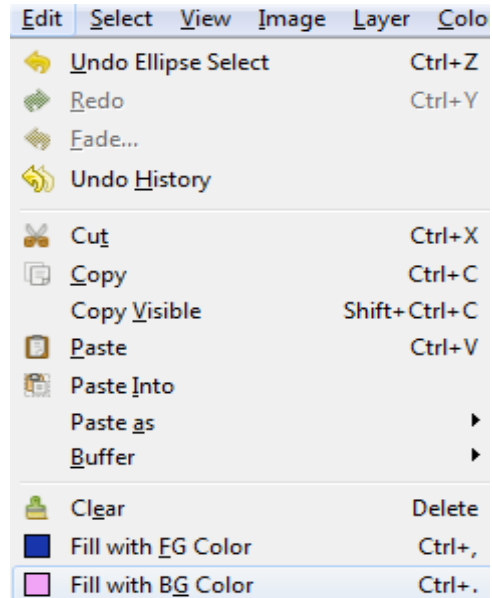 Edit Select View Image Layer Colo
Undo Ellipse Select Ctrl+Z
Redo Ctrl+Y
Fade...
Undo History
Cut Ctrl+X
Copy Ctrl+C
Copy Visible Shift+Ctrl+C
Paste Ctrl+V
Paste Into
Paste as
Buffer
Clear Delete
Fill with FG Color Ctrl+,
Fill with BG Color Ctrl+.